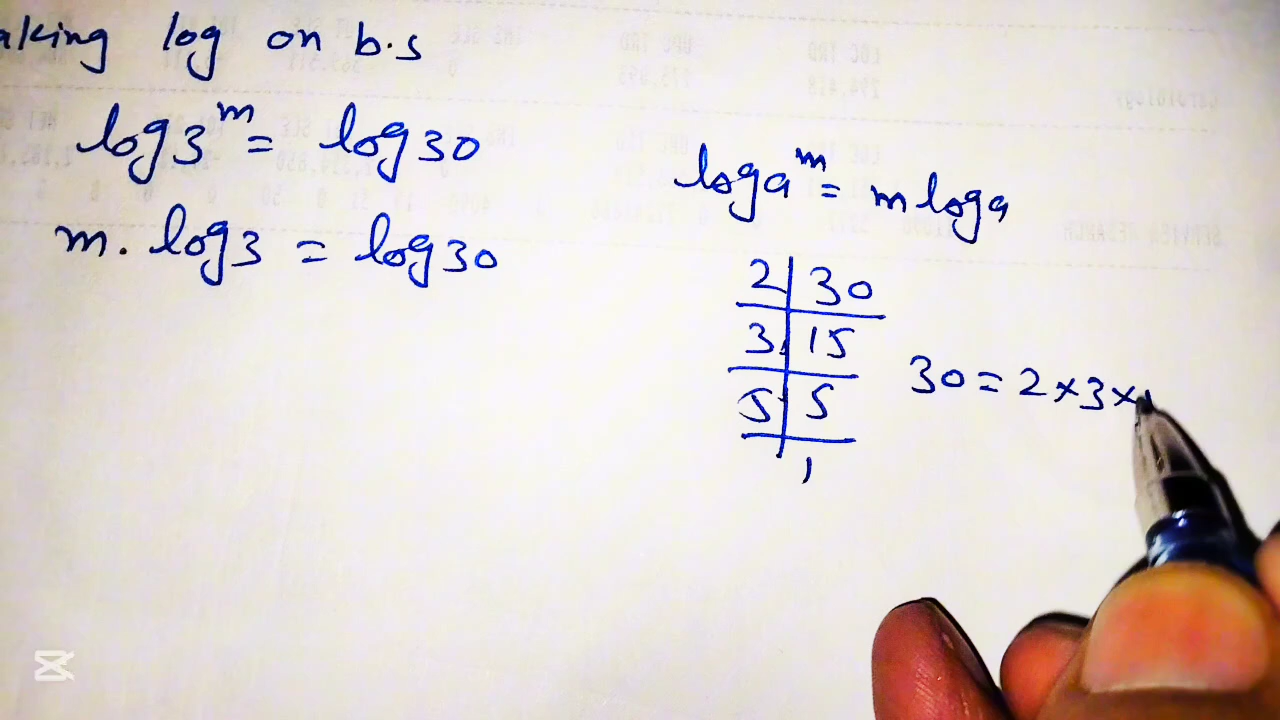 aking log on b.s
log3^m = log30
m. log3 = log30
loga^m = mloga
2 | 30
3 | 15
5 | 5
1
30 = 2×3×